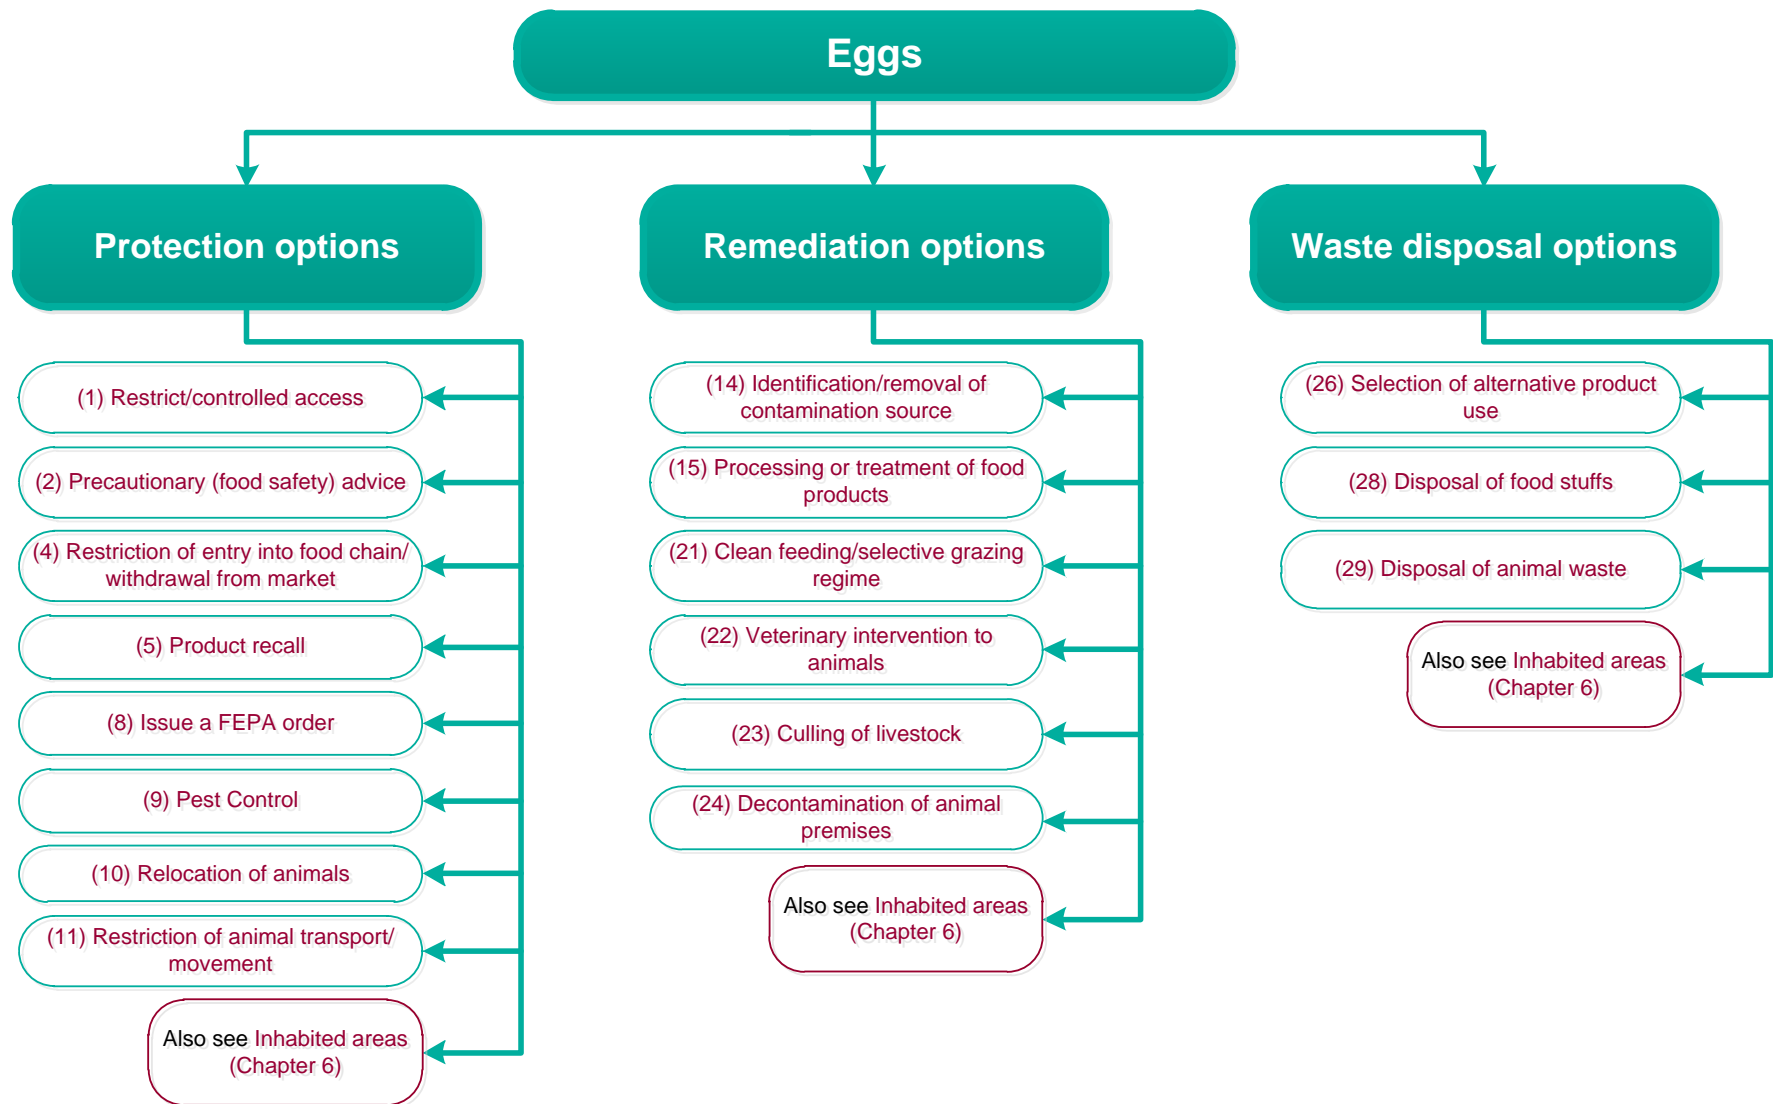 Eggs
Protection options
(1) Restrict/controlled access
(2) Precautionary (food safety) advice
(4) Restriction of entry into food chain/
withdrawal from market
(5) Product recall
(8) Issue a FEPA order
(9) Pest Control
(10) Relocation of animals
(11) Restriction of animal transport/
movement
Also see Inhabited areas
(Chapter 6)
Remediation options
(14) Identification/removal of
contamination source
(15) Processing or treatment of food
products
(21) Clean feeding/selective grazing
regime
(22) Veterinary intervention to
animals
(23) Culling of livestock
(24) Decontamination of animal
premises
Also see Inhabited areas
(Chapter 6)
Waste disposal options
(26) Selection of alternative product
use
(28) Disposal of food stuffs
(29) Disposal of animal waste
Also see Inhabited areas
(Chapter 6)